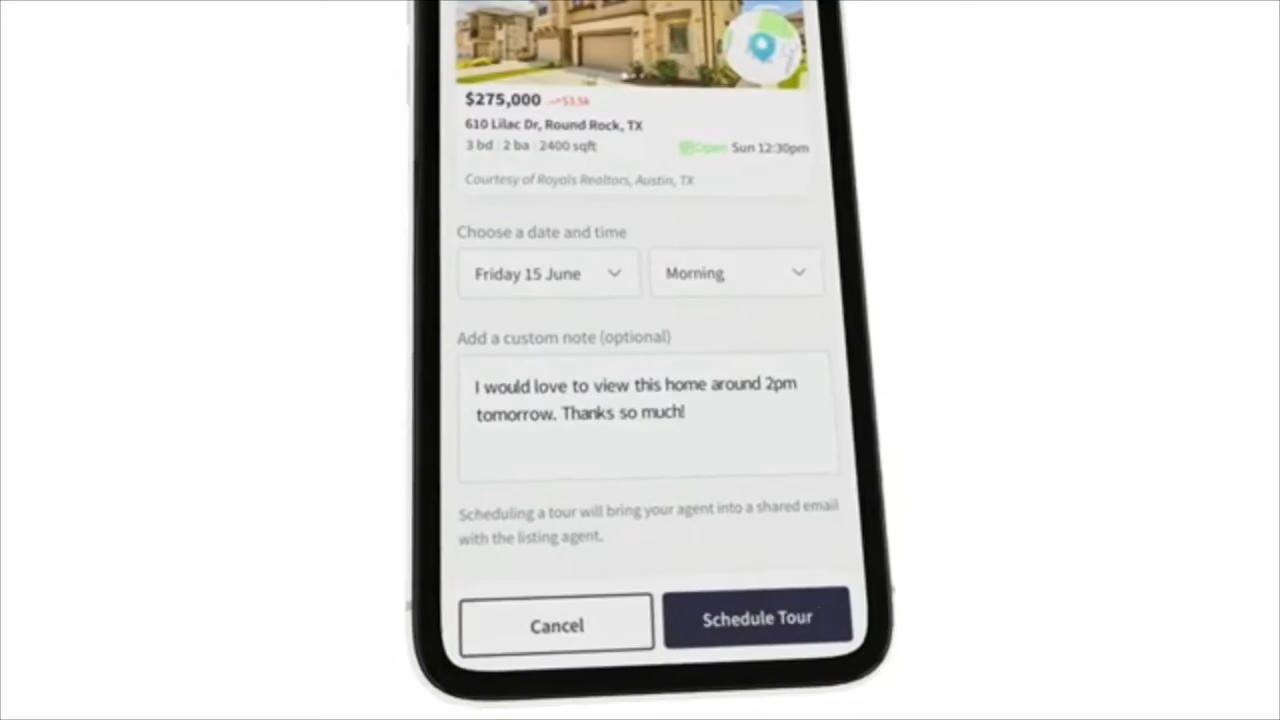 $275,000 $3.5k
610 Lilac Dr, Round Rock, TX
3 bd 2 ba 2400 sqft Open Sun 12:30pm
Courtesy of Royals Realtors, Austin, TX
Choose a date and time
Friday 15 June Morning
Add a custom note (optional)
I would love to view this home around 2pm
tomorrow. Thanks so much!
Scheduling a tour will bring your agent into a shared email
with the listing agent.
Cancel Schedule Tour